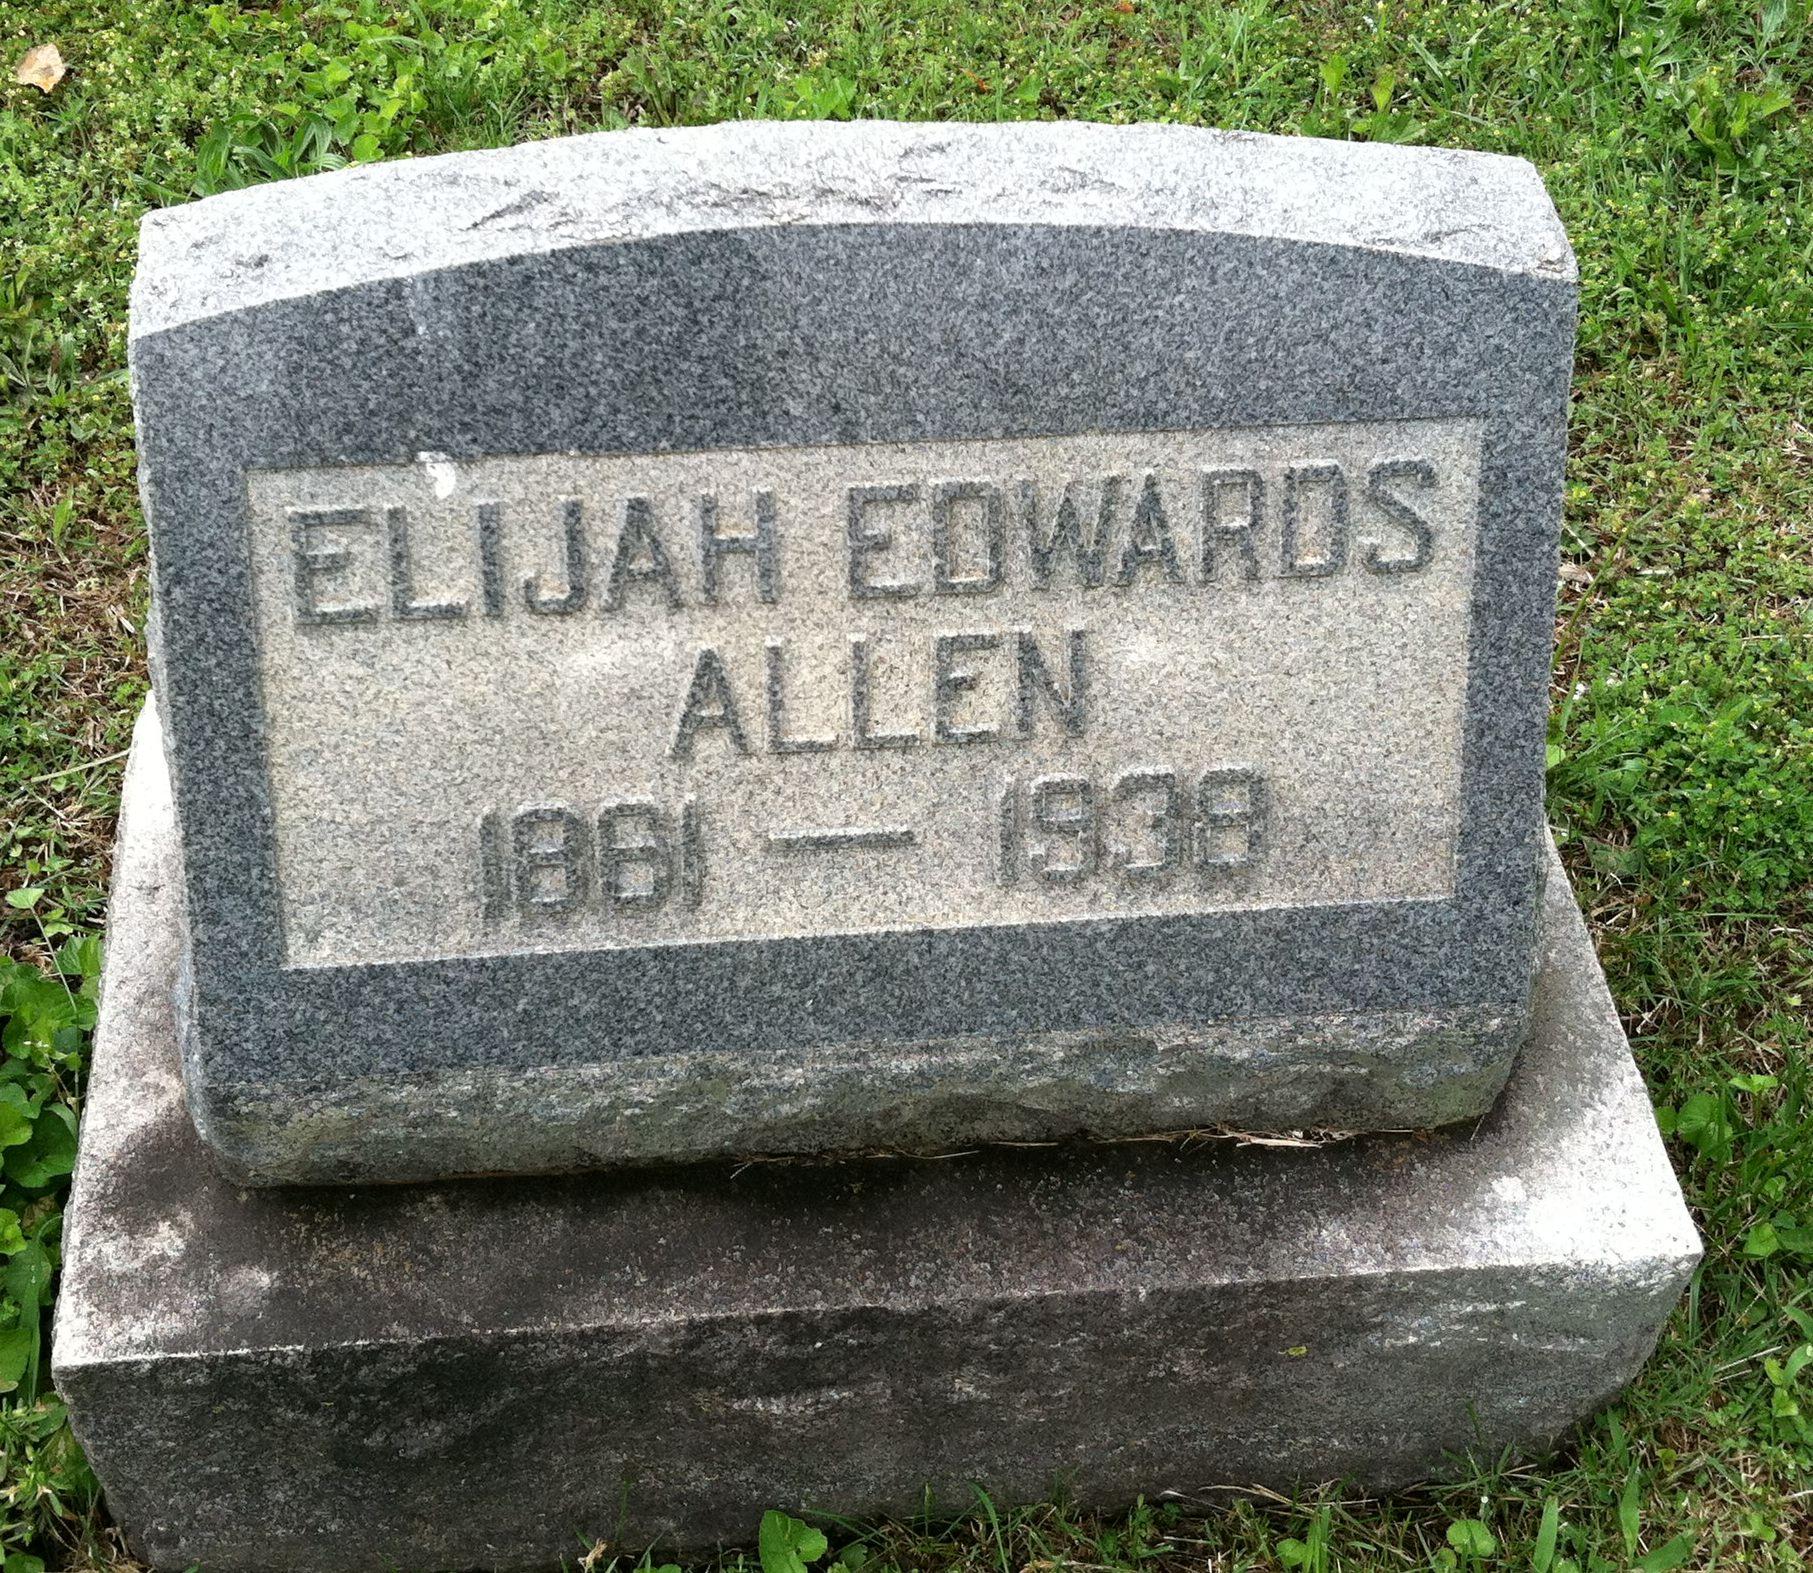 ELIJAH EDWARDS
ALLEN
1861 — 1938